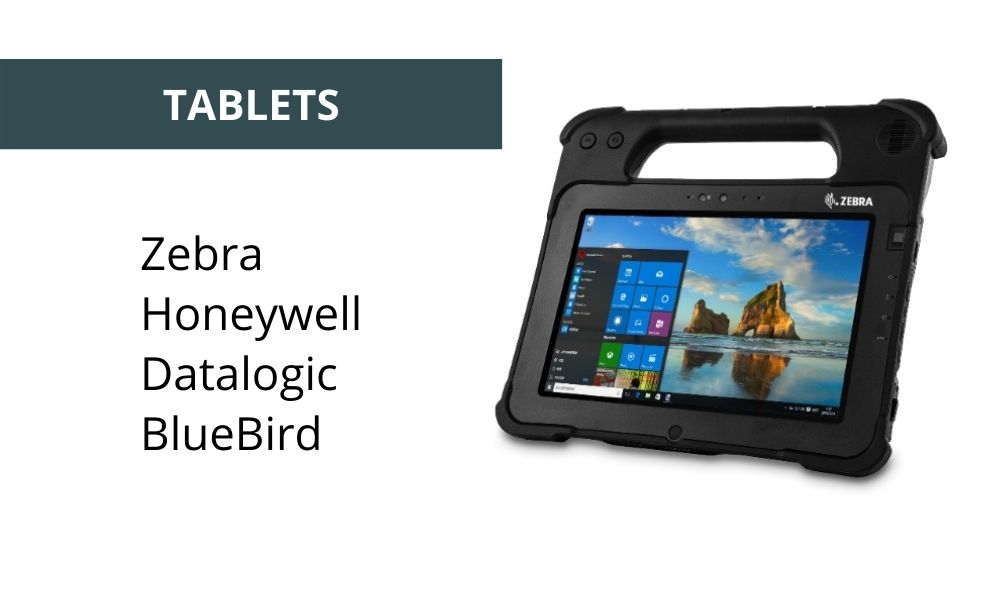 TABLETS
Zebra
Honeywell
Datalogic
BlueBird
ZEBRA